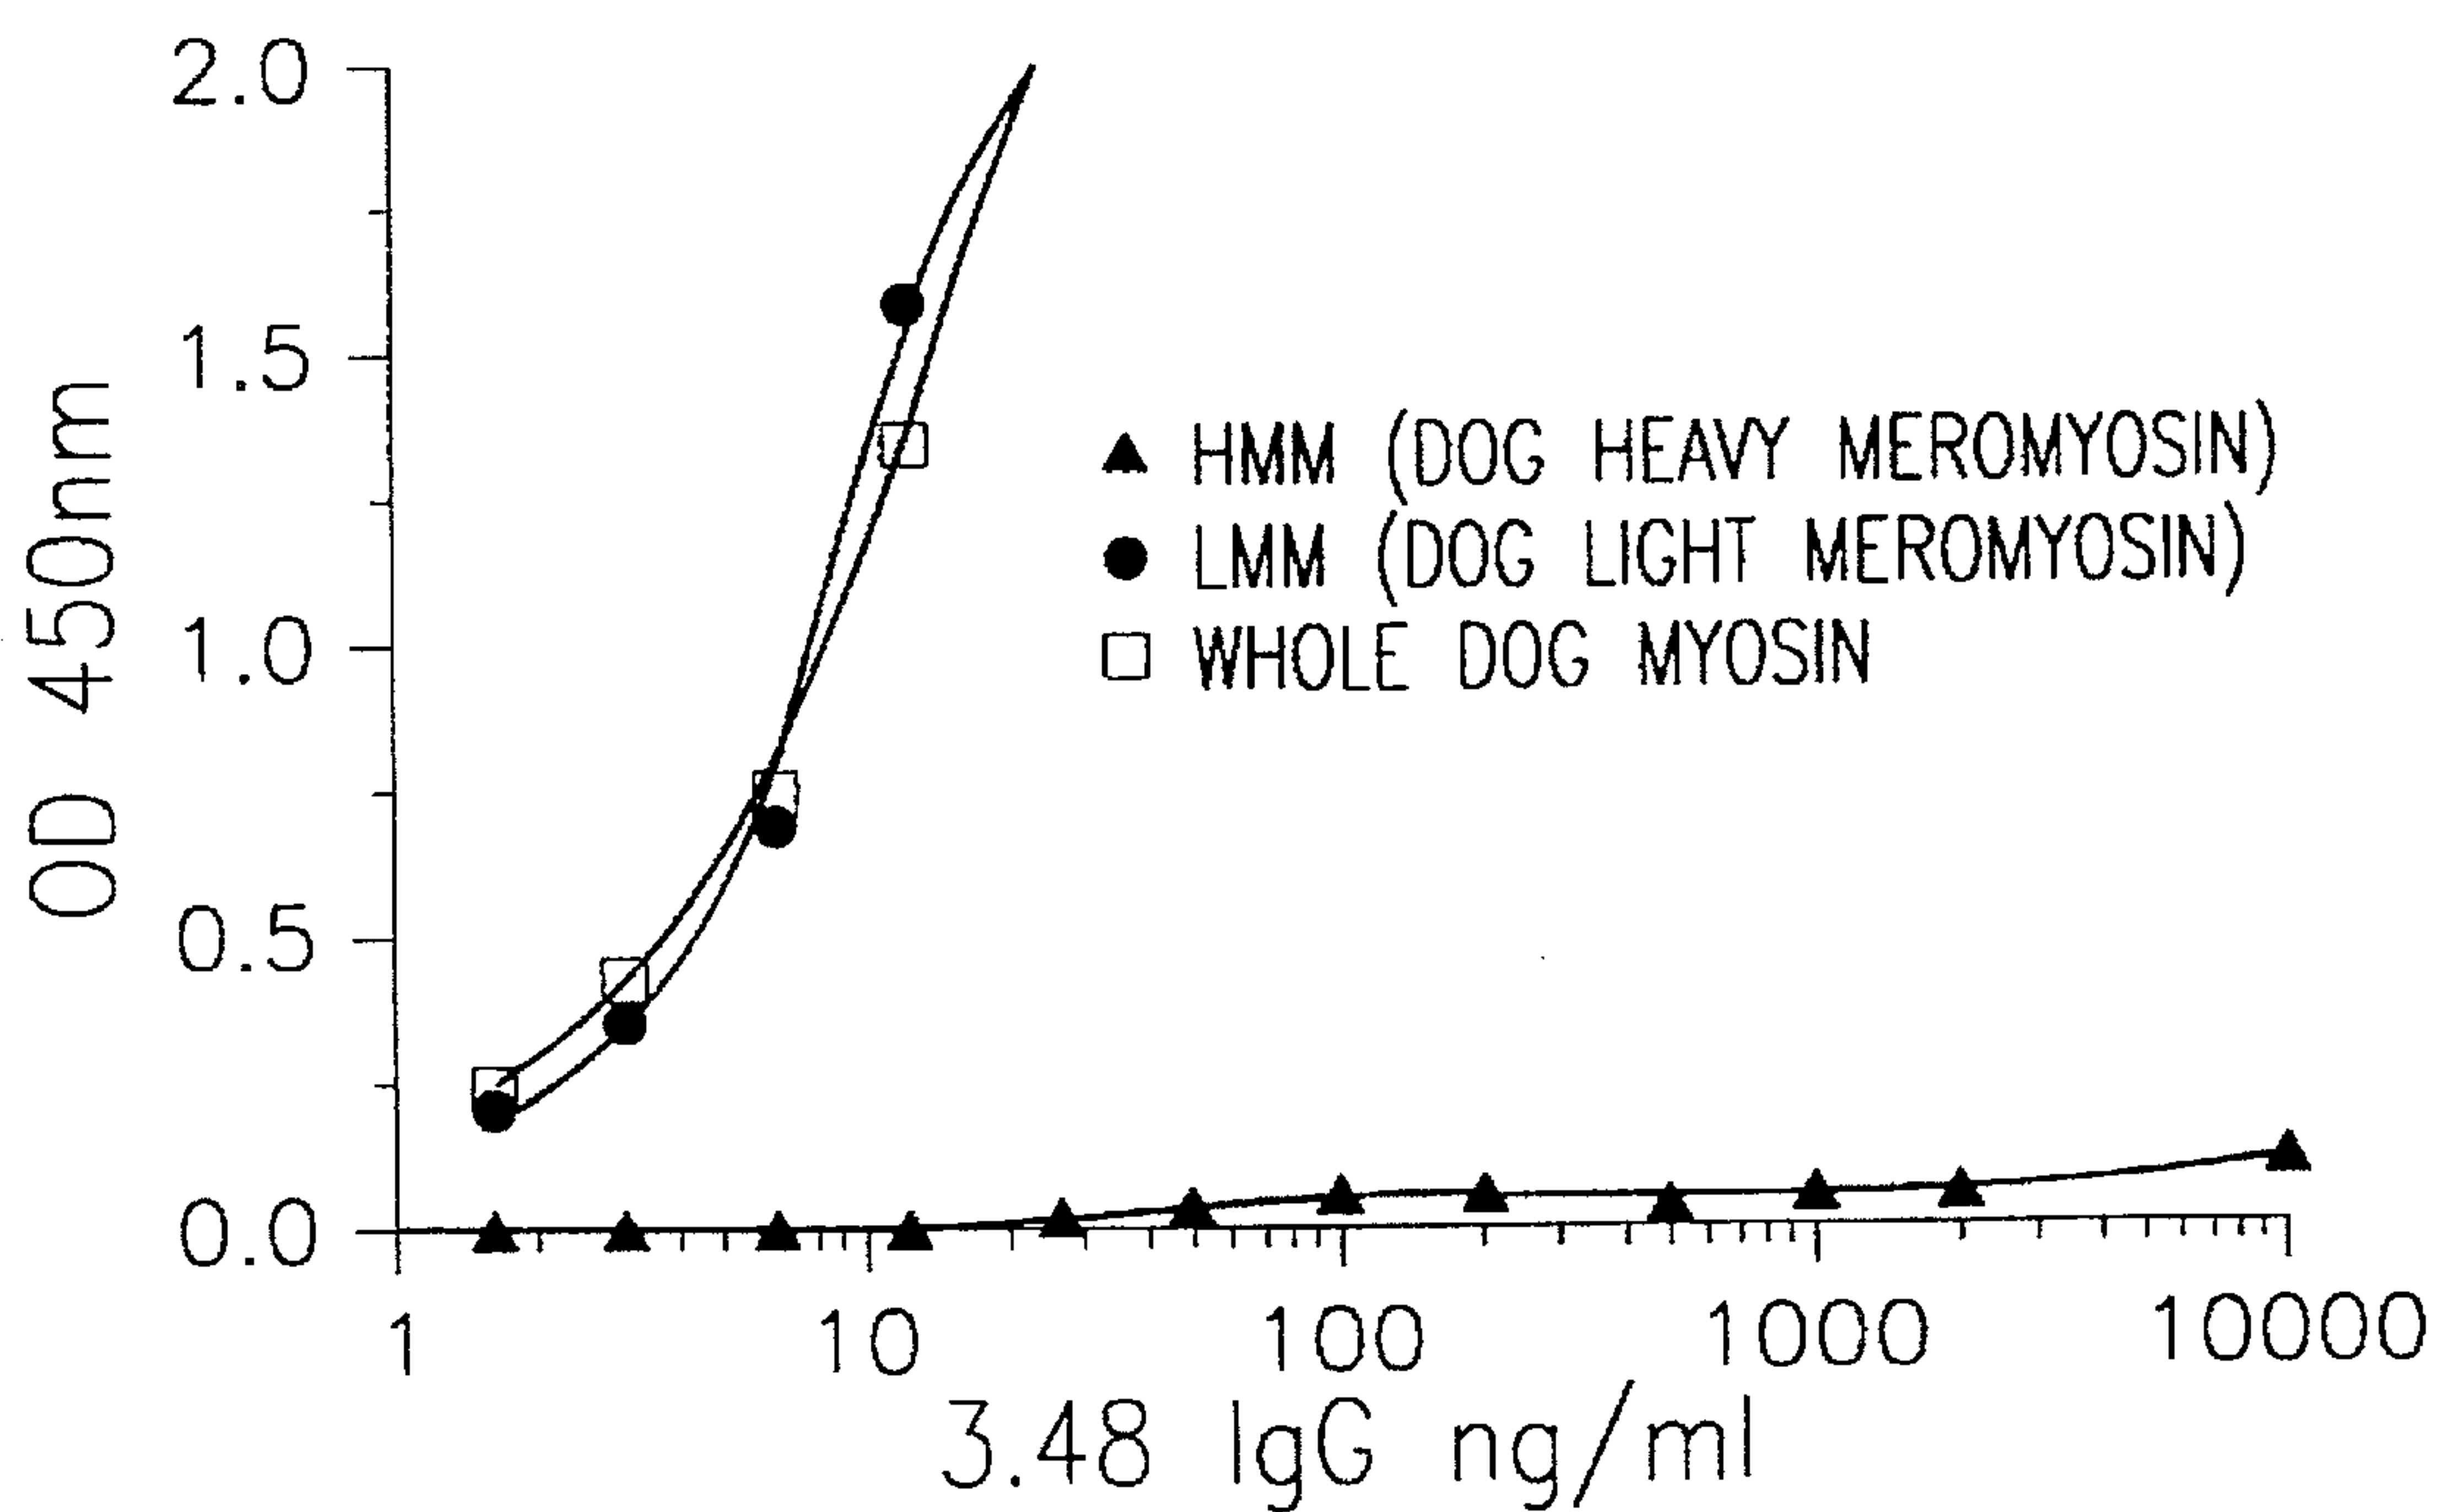 2.0
1.5
1.0
0.5
0.0
OD 450nm
▲ HMM (DOG HEAVY MEROMYOSIN)
● LMM (DOG LIGHT MEROMYOSIN)
□ WHOLE DOG MYOSIN
1 10 100 1000 10000
3.48 IgG ng/ml